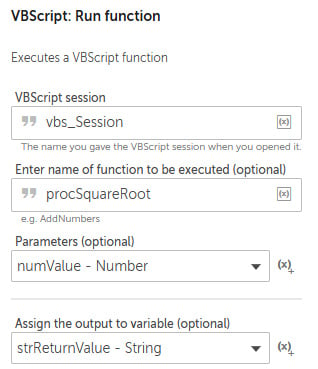 VBScript: Run function
Executes a VBScript function
VBScript session
vbs_Session
The name you gave the VBScript session when you opened it.
Enter name of function to be executed (optional)
procSquareRoot
e.g. AddNumbers
Parameters (optional)
numValue - Number
Assign the output to variable (optional)
strReturnValue - String